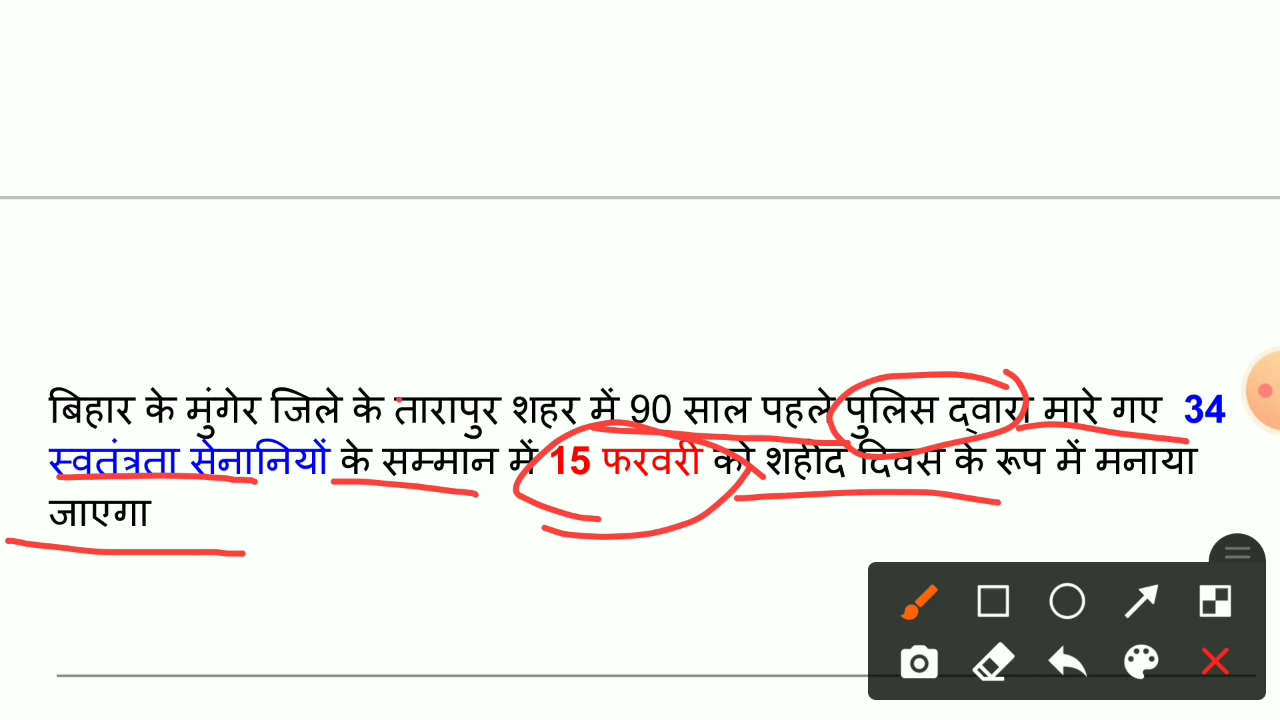 बिहार के मुंगेर जिले के तारापुर शहर में 90 साल पहले पुलिस द्वारा मारे गए 34
स्वतंत्रता सेनानियों के सम्मान में 15 फरवरी को शहीद दिवस के रूप में मनाया
जाएगा